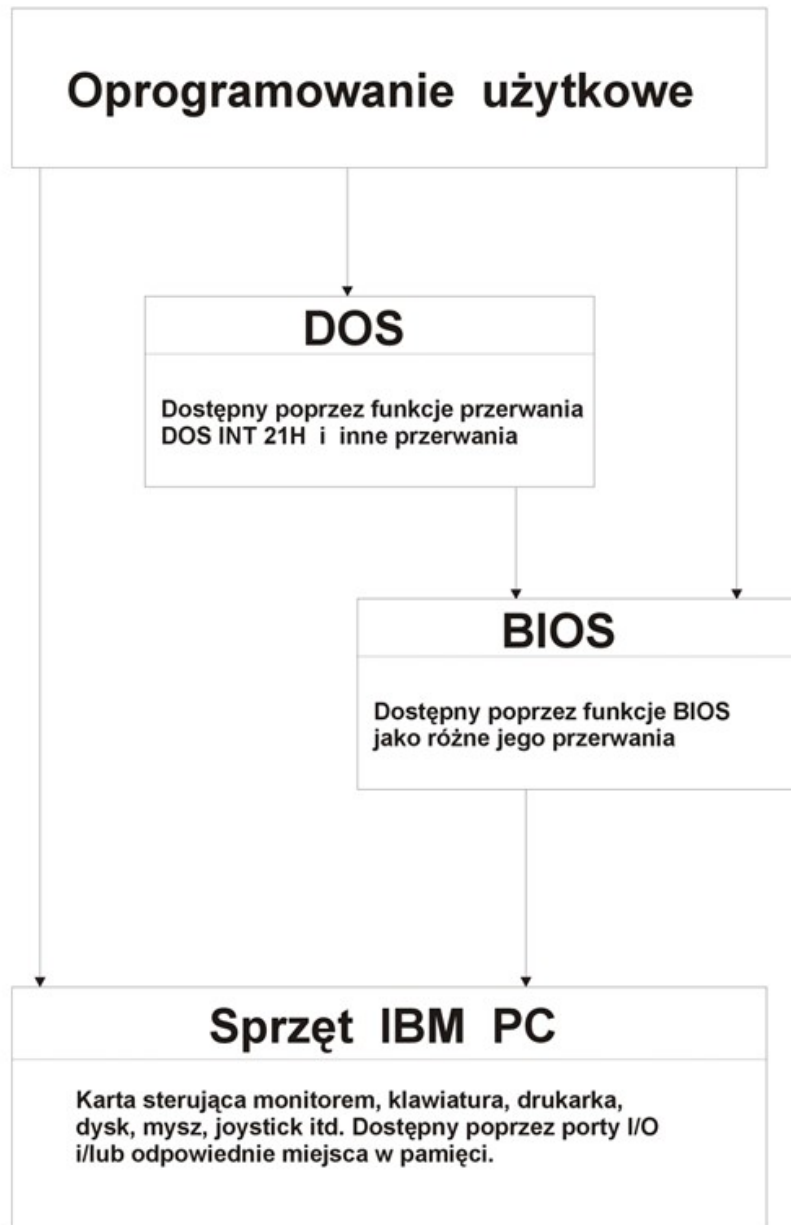 Oprogramowanie użytkowe
DOS
Dostępny poprzez funkcje przerwania
DOS INT 21H i inne przerwania
BIOS
Dostępny poprzez funkcje BIOS
jako różne jego przerwania
Sprzęt IBM PC
Karta sterująca monitorem, klawiatura, drukarka,
dysk, mysz, joystick itd. Dostępny poprzez porty I/O
i/lub odpowiednie miejsca w pamięci.